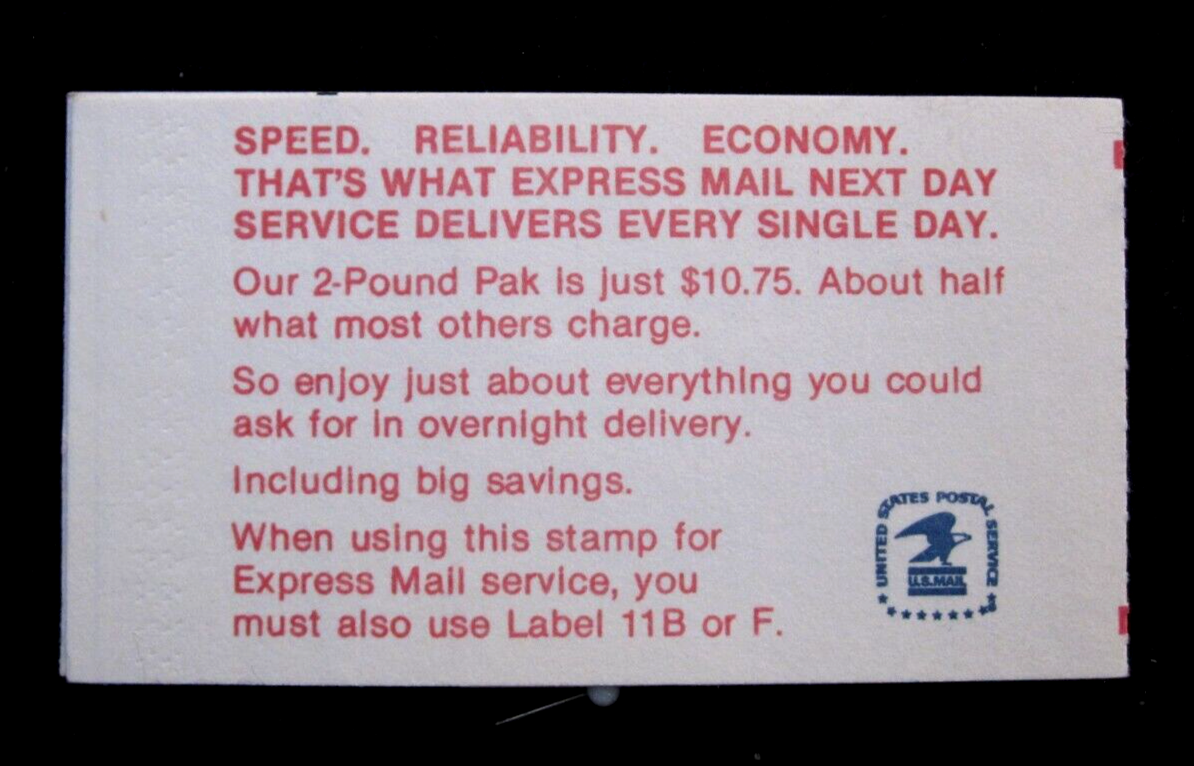 SPEED. RELIABILITY. ECONOMY.
THAT'S WHAT EXPRESS MAIL NEXT DAY
SERVICE DELIVERS EVERY SINGLE DAY.
Our 2-Pound Pak is just $10.75. About half
what most others charge.
So enjoy just about everything you could
ask for in overnight delivery.
Including big savings.
When using this stamp for
Express Mail service, you
must also use Label 11B or F.
UNITED STATES POSTAL SERVICE
U.S.MAIL